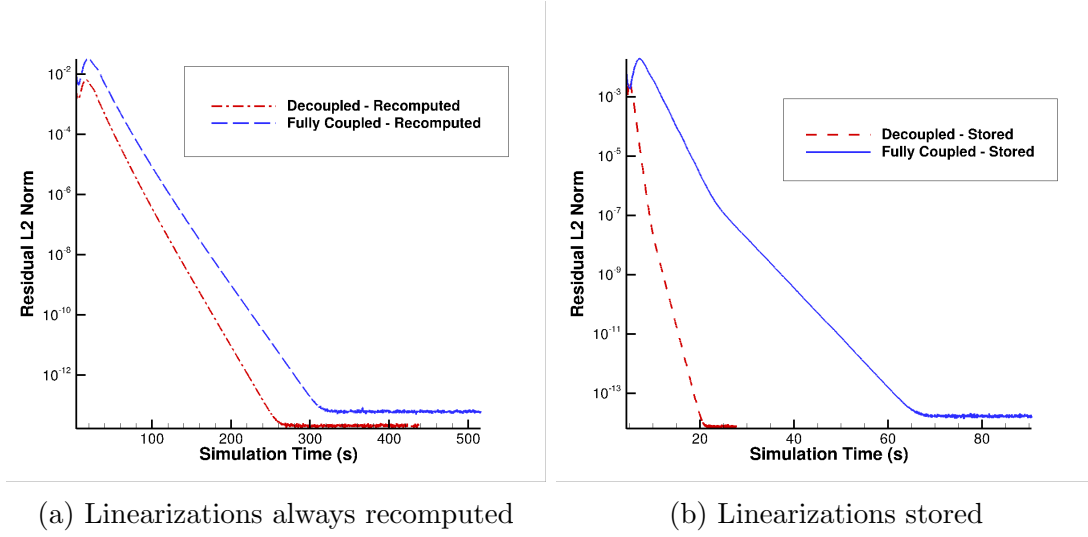 Residual L2 Norm
10-2
10-4
10-6
10-8
10-10
10-12
Decoupled - Recomputed
Fully Coupled - Recomputed
100 200 300 400 500
Simulation Time (s)
(a) Linearizations always recomputed
Residual L2 Norm
10-3
10-5
10-7
10-9
10-11
10-13
Decoupled - Stored
Fully Coupled - Stored
20 40 60 80
Simulation Time (s)
(b) Linearizations stored